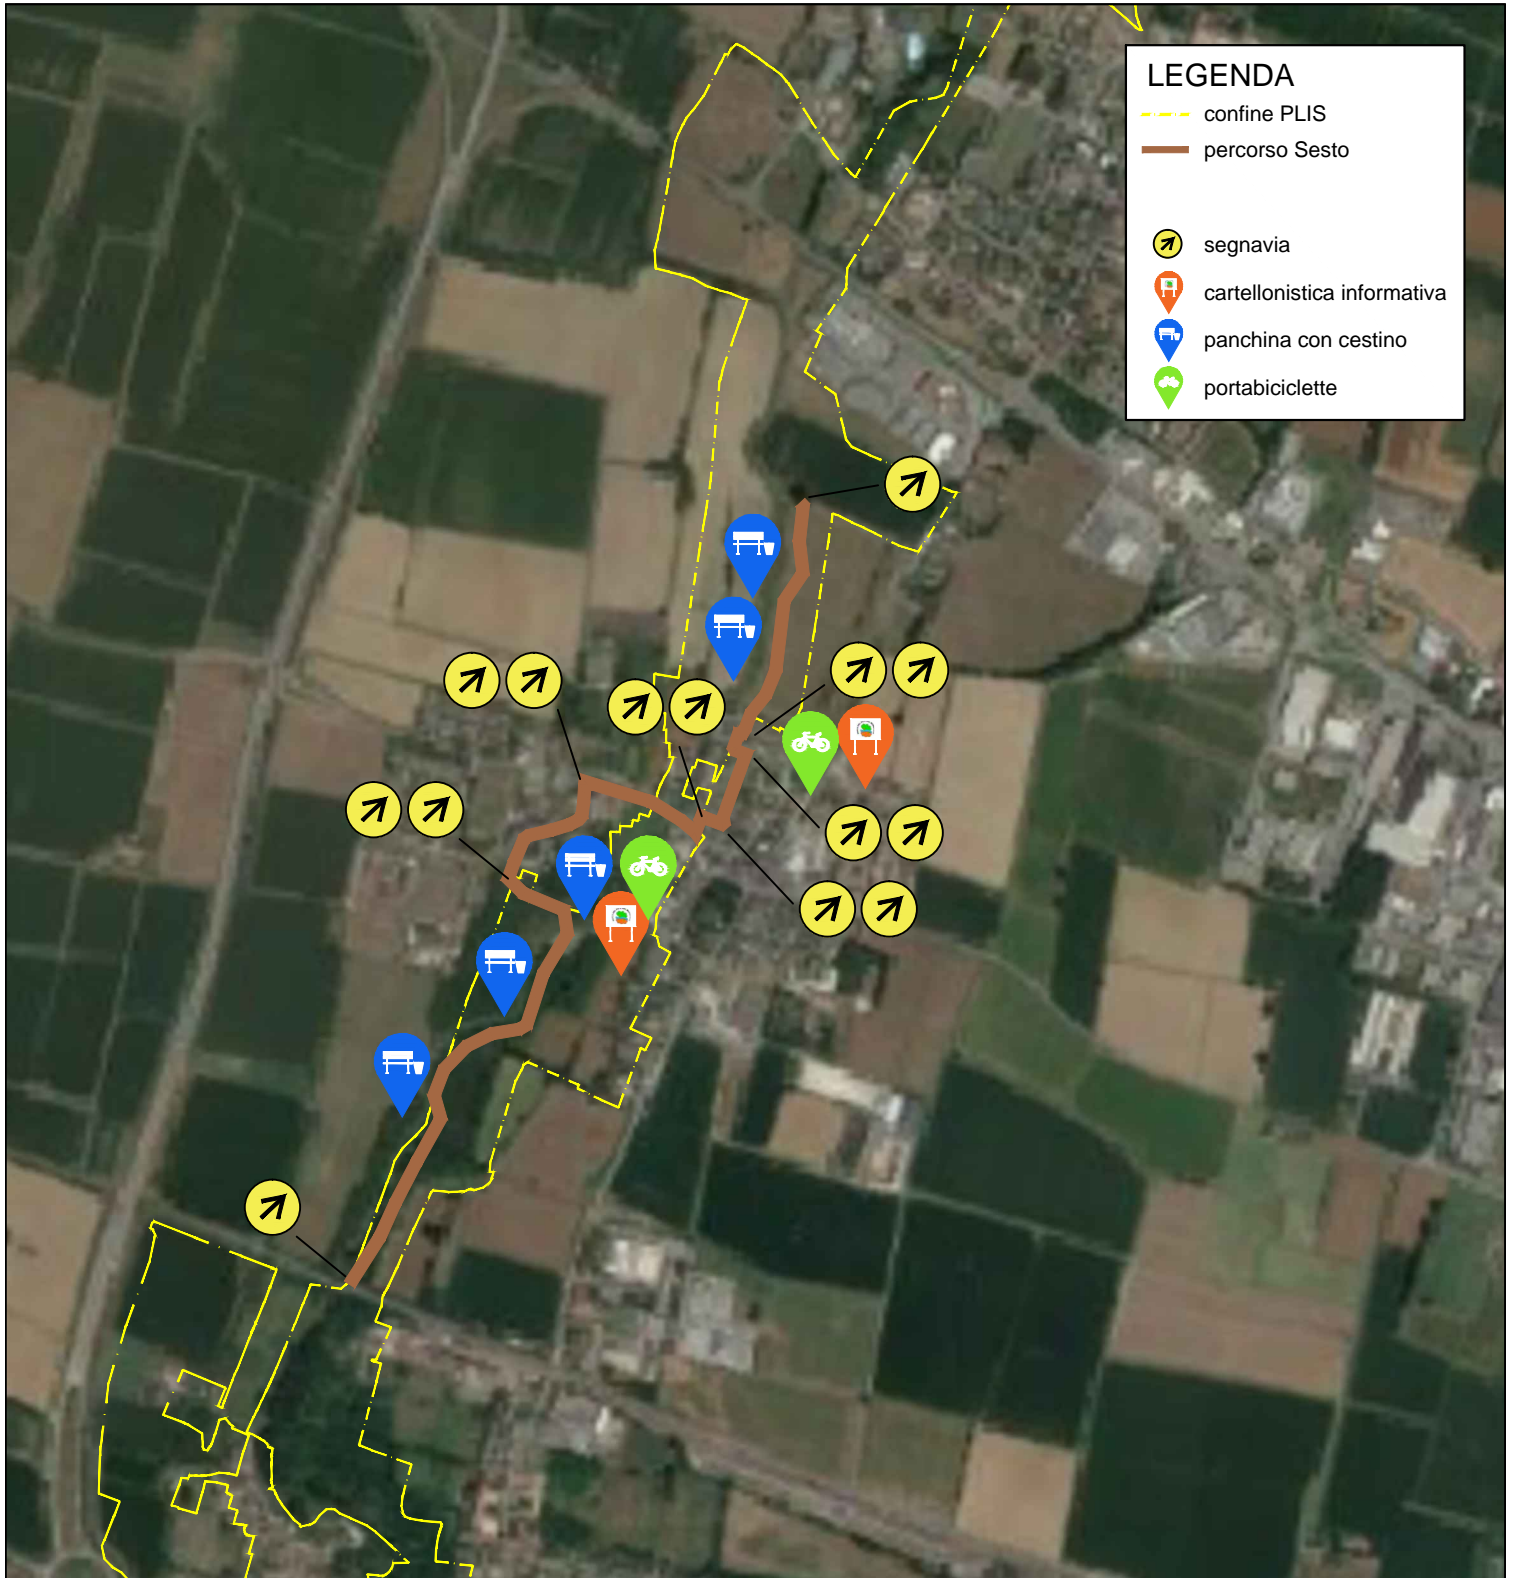 LEGENDA
confine PLIS
percorso Sesto
segnavia
cartellonistica informativa
panchina con cestino
portabiciclette